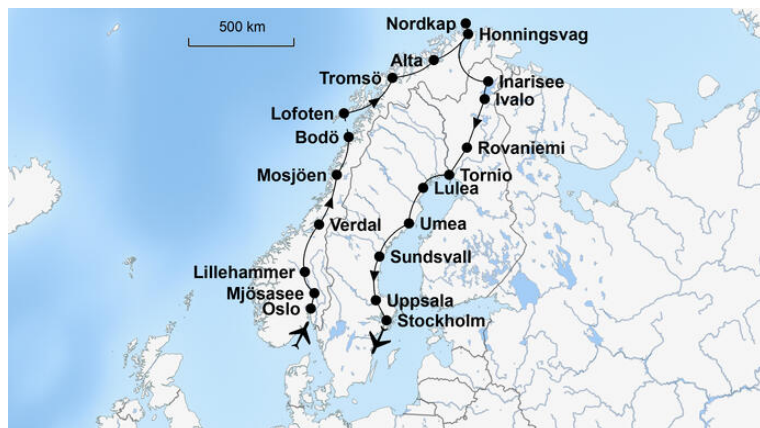 Nordkap
500 km
Honningsvag
Alta
Tromsö
Inarisee
Ivalo
Lofoten
Bodö
Rovaniemi
Mosjöen
Tornio
Lulea
Verdal
Umea
Sundsvall
Lillehammer
Mjösasee
Uppsala
Oslo
Stockholm